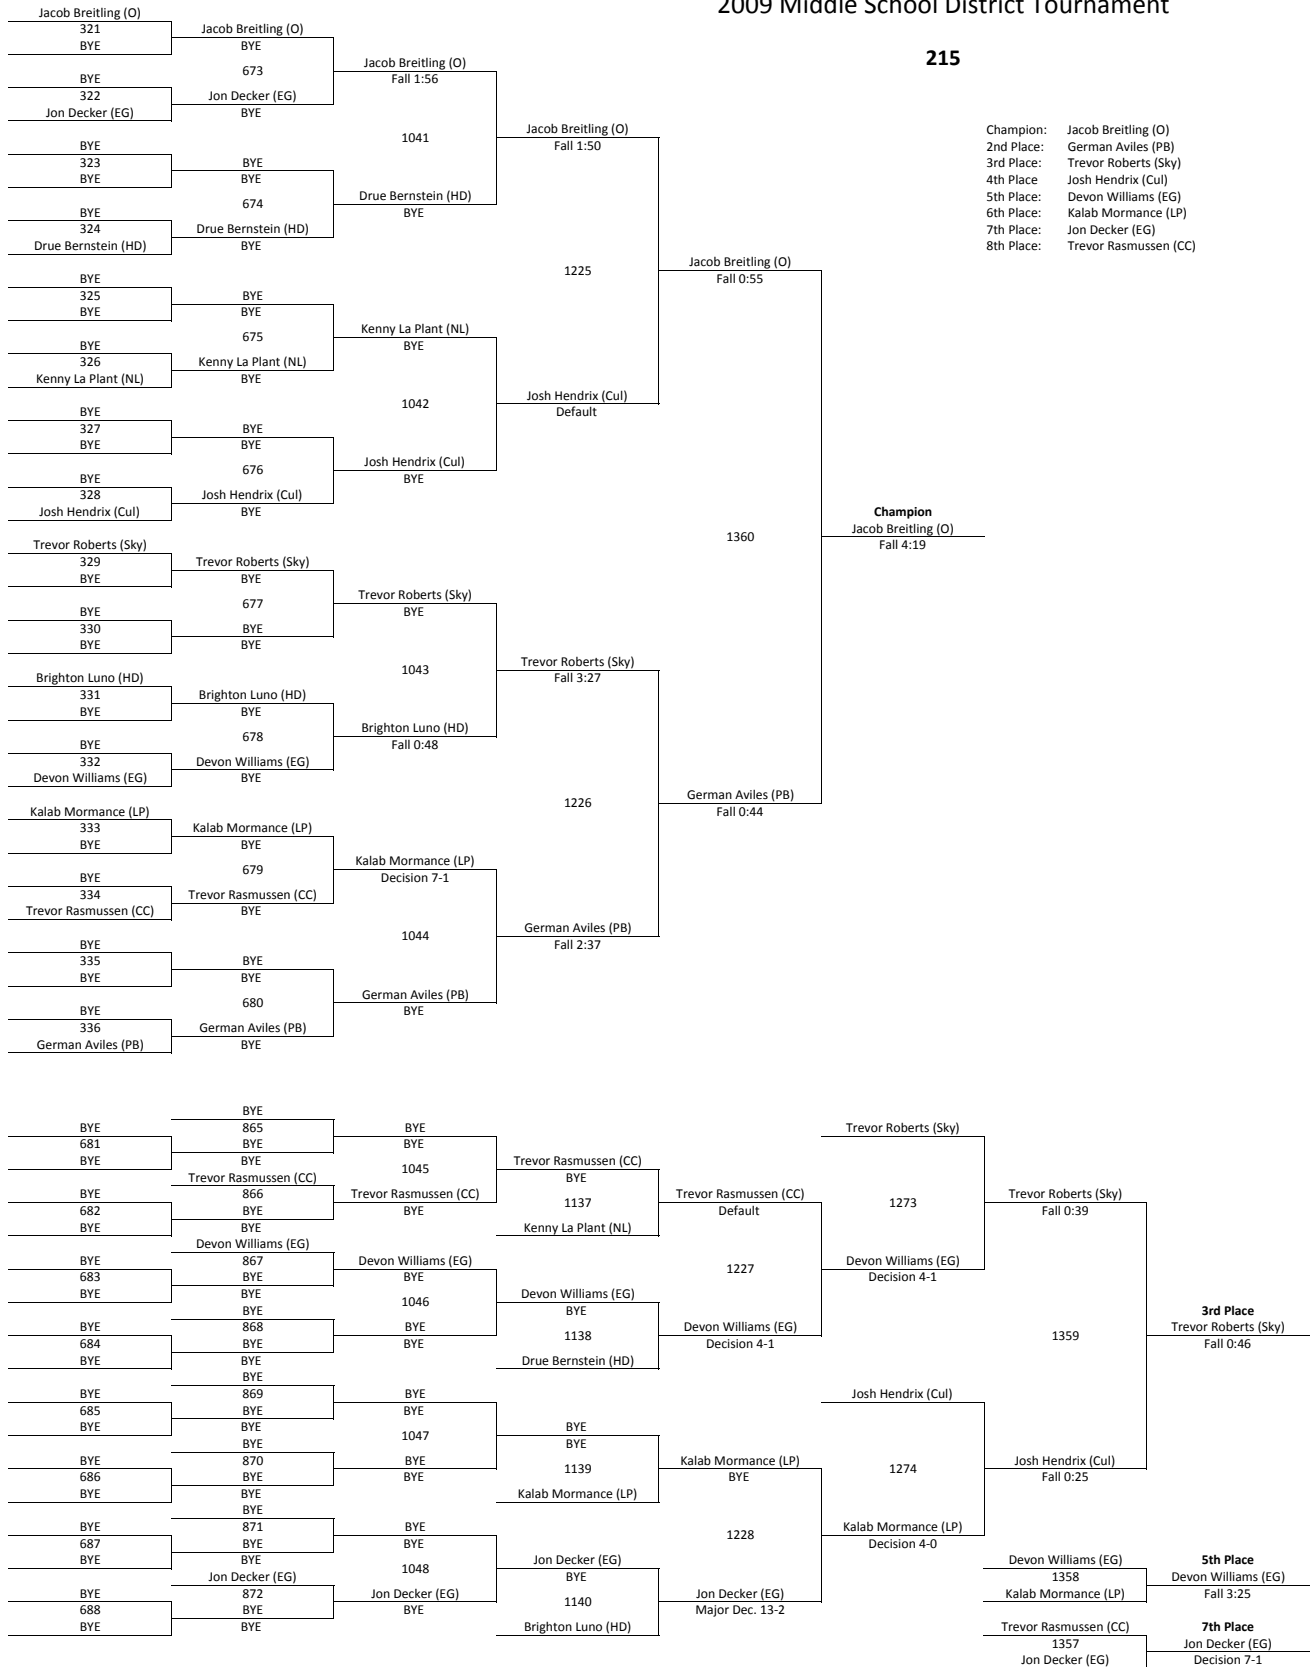 2009 Middle School District Tournament
215
Champion: Jacob Breitling (O)
2nd Place: German Aviles (PB)
3rd Place: Trevor Roberts (Sky)
4th Place Josh Hendrix (Cul)
5th Place: Devon Williams (EG)
6th Place: Kalab Mormance (LP)
7th Place: Jon Decker (EG)
8th Place: Trevor Rasmussen (CC)
Jacob Breitling (O)
321
BYE
BYE
322
Jon Decker (EG)
BYE
323
BYE
BYE
324
Drue Bernstein (HD)
BYE
325
BYE
BYE
326
Kenny La Plant (NL)
BYE
327
BYE
BYE
328
Josh Hendrix (Cul)
Trevor Roberts (Sky)
329
BYE
BYE
330
BYE
Brighton Luno (HD)
331
BYE
BYE
332
Devon Williams (EG)
Kalab Mormance (LP)
333
BYE
BYE
334
Trevor Rasmussen (CC)
BYE
335
BYE
BYE
336
German Aviles (PB)
Jacob Breitling (O)
BYE
673
Jon Decker (EG)
BYE
BYE
BYE
674
Drue Bernstein (HD)
BYE
BYE
BYE
675
Kenny La Plant (NL)
BYE
BYE
BYE
676
Josh Hendrix (Cul)
BYE
Trevor Roberts (Sky)
BYE
677
BYE
BYE
Brighton Luno (HD)
BYE
678
Devon Williams (EG)
BYE
Kalab Mormance (LP)
BYE
679
Trevor Rasmussen (CC)
BYE
BYE
BYE
680
German Aviles (PB)
BYE
Jacob Breitling (O)
Fall 1:56
1041
Drue Bernstein (HD)
BYE
Kenny La Plant (NL)
BYE
1042
Josh Hendrix (Cul)
BYE
Trevor Roberts (Sky)
BYE
1043
Brighton Luno (HD)
Fall 0:48
Kalab Mormance (LP)
Decision 7-1
1044
German Aviles (PB)
BYE
Jacob Breitling (O)
Fall 1:50
1225
Josh Hendrix (Cul)
Default
Trevor Roberts (Sky)
Fall 3:27
1226
German Aviles (PB)
Fall 2:37
Jacob Breitling (O)
Fall 0:55
1360
German Aviles (PB)
Fall 0:44
Champion
Jacob Breitling (O)
Fall 4:19
BYE
681
BYE
BYE
682
BYE
BYE
683
BYE
BYE
684
BYE
BYE
685
BYE
BYE
686
BYE
BYE
687
BYE
BYE
688
BYE
BYE
865
BYE
BYE
Trevor Rasmussen (CC)
866
BYE
BYE
Devon Williams (EG)
867
BYE
BYE
BYE
868
BYE
BYE
BYE
869
BYE
BYE
BYE
870
BYE
BYE
BYE
871
BYE
BYE
Jon Decker (EG)
872
BYE
BYE
BYE
BYE
1045
Trevor Rasmussen (CC)
BYE
Devon Williams (EG)
BYE
1046
BYE
BYE
BYE
BYE
1047
BYE
BYE
BYE
BYE
1048
Jon Decker (EG)
BYE
Trevor Rasmussen (CC)
BYE
1137
Kenny La Plant (NL)
Devon Williams (EG)
BYE
1138
Drue Bernstein (HD)
BYE
BYE
1139
Kalab Mormance (LP)
Jon Decker (EG)
BYE
1140
Brighton Luno (HD)
Trevor Rasmussen (CC)
Default
1227
Devon Williams (EG)
Decision 4-1
Kalab Mormance (LP)
BYE
1228
Jon Decker (EG)
Major Dec. 13-2
Trevor Roberts (Sky)
1273
Devon Williams (EG)
Decision 4-1
Josh Hendrix (Cul)
1274
Kalab Mormance (LP)
Decision 4-0
Trevor Roberts (Sky)
Fall 0:39
1359
Josh Hendrix (Cul)
Fall 0:25
3rd Place
Trevor Roberts (Sky)
Fall 0:46
Devon Williams (EG)
1358
Kalab Mormance (LP)
5th Place
Devon Williams (EG)
Fall 3:25
Trevor Rasmussen (CC)
1357
Jon Decker (EG)
7th Place
Jon Decker (EG)
Decision 7-1